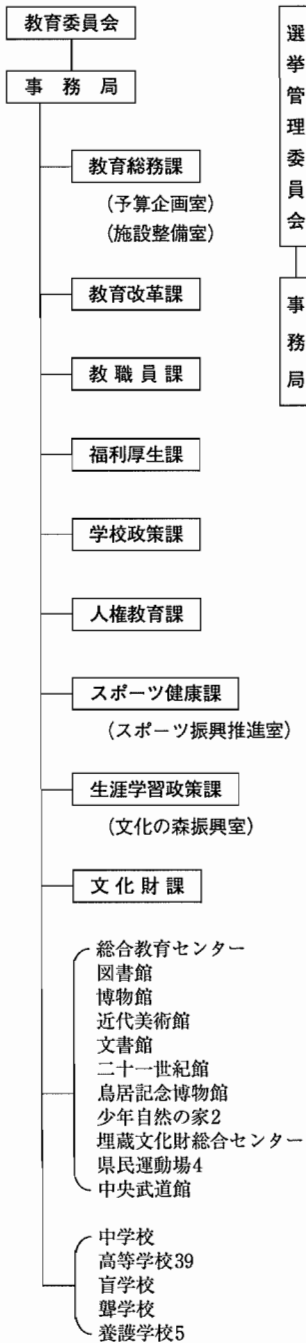 教育委員会
事務局
教育総務課
(予算企画室)
(施設整備室)
教育改革課
教職員課
福利厚生課
学校政策課
人権教育課
スポーツ健康課
(スポーツ振興推進室)
生涯学習政策課
(文化の森振興室)
文化財課
総合教育センター
図書館
博物館
近代美術館
文書館
二十一世紀館
鳥居記念博物館
少年自然の家2
埋蔵文化財総合センター
県民運動場4
中央武道館
中学校
高等学校39
盲学校
聾学校
養護学校5
選挙管理委員会
事務局